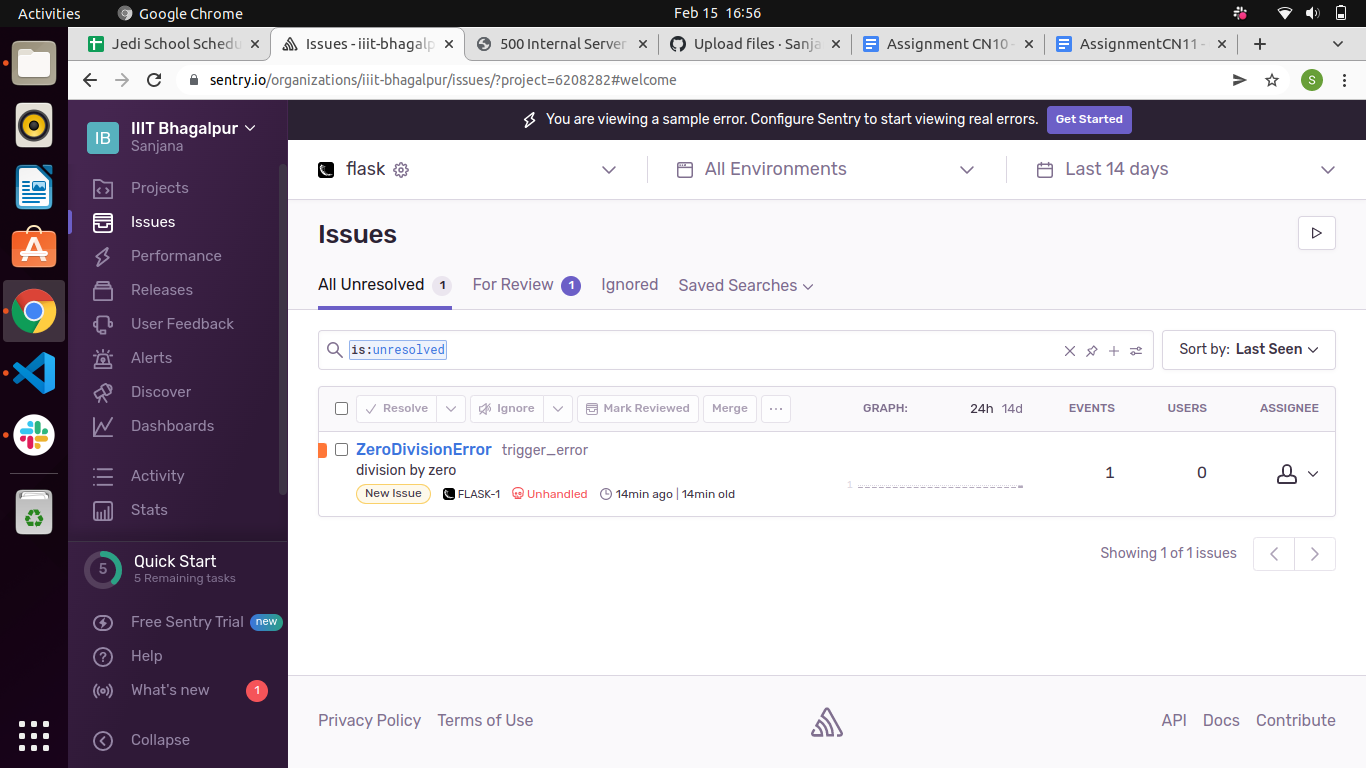 Activities Google Chrome Feb 15 16:56
Jedi School Schedu Issues - iiit-bhagalp 500 Internal Server Upload files · Sanja Assignment CN10 - AssignmentCN11 -
sentry.io/organizations/iiit-bhagalpur/issues/?project=6208282#welcome S
IB IIIT Bhagalpur
Sanjana
Projects
Issues
Performance
Releases
User Feedback
Alerts
Discover
Dashboards
Activity
Stats
5 Quick Start
5 Remaining tasks
Free Sentry Trial new
Help
What's new 1
Collapse
You are viewing a sample error. Configure Sentry to start viewing real errors. Get Started
flask All Environments Last 14 days
Issues
All Unresolved 1 For Review 1 Ignored Saved Searches
is:unresolved Sort by: Last Seen
Resolve Ignore Mark Reviewed Merge ··· GRAPH: 24h 14d EVENTS USERS ASSIGNEE
ZeroDivisionError trigger_error
division by zero
1 1 0
New Issue FLASK-1 Unhandled 14min ago | 14min old
Showing 1 of 1 issues
Privacy Policy Terms of Use API Docs Contribute